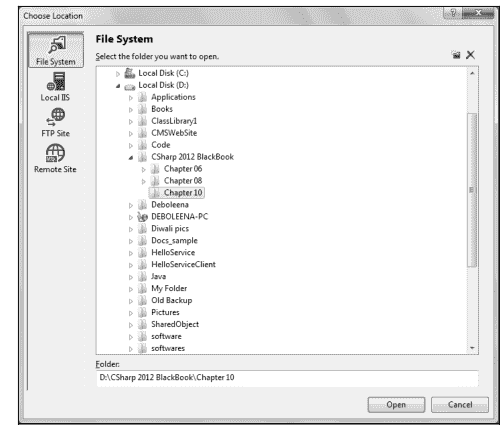 Choose Location
File System
Local IIS
FTP Site
Remote Site
File System
Select the folder you want to open.
Local Disk (C:)
Local Disk (D:)
Applications
Books
ClassLibrary1
CMSWebSite
Code
CSharp 2012 BlackBook
Chapter 06
Chapter 08
Chapter 10
Deboleena
DEBOLEENA-PC
Diwali pics
Docs_sample
HelloService
HelloServiceClient
Java
My Folder
Old Backup
Pictures
SharedObject
software
softwares
Folder:
D:\CSharp 2012 BlackBook\Chapter 10
Open
Cancel